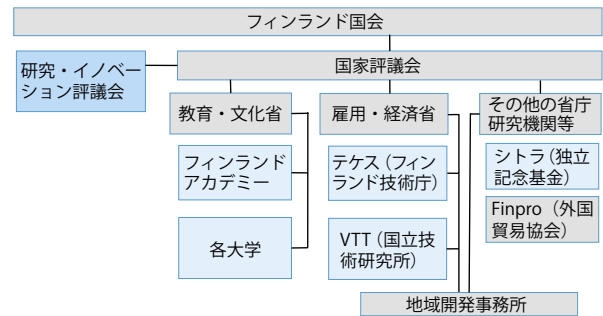 フィンランド国会
研究・イノベー
ション評議会
国家評議会
教育・文化省
雇用・経済省
その他の省庁
研究機関等
フィンランド
アカデミー
テケス(フィン
ランド技術庁)
シトラ(独立
記念基金)
Finpro(外国
貿易協会)
各大学
VTT(国立技
術研究所)
地域開発事務所